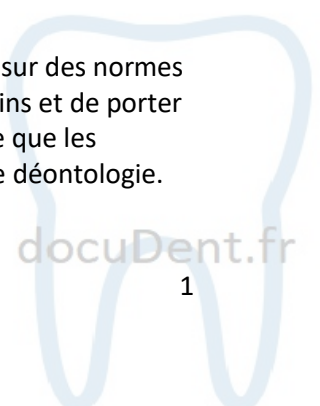 sur des normes
ins et de porter
e que les
e déontologie.
docuDent.fr
1